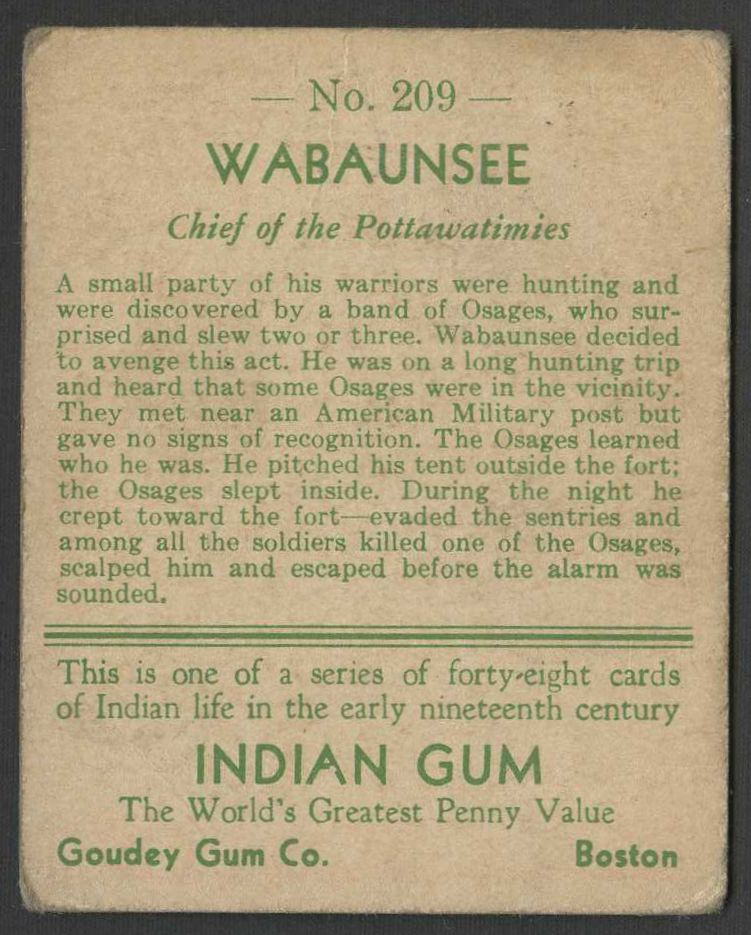 — No. 209 —
WABAUNSEE
Chief of the Pottawatimies
A small party of his warriors were hunting and
were discovered by a band of Osages, who sur-
prised and slew two or three. Wabaunsee decided
to avenge this act. He was on a long hunting trip
and heard that some Osages were in the vicinity.
They met near an American Military post but
gave no signs of recognition. The Osages learned
who he was. He pitched his tent outside the fort;
the Osages slept inside. During the night he
crept toward the fort—evaded the sentries and
among all the soldiers killed one of the Osages,
scalped him and escaped before the alarm was
sounded.
This is one of a series of forty-eight cards
of Indian life in the early nineteenth century
INDIAN GUM
The World's Greatest Penny Value
Goudey Gum Co. Boston